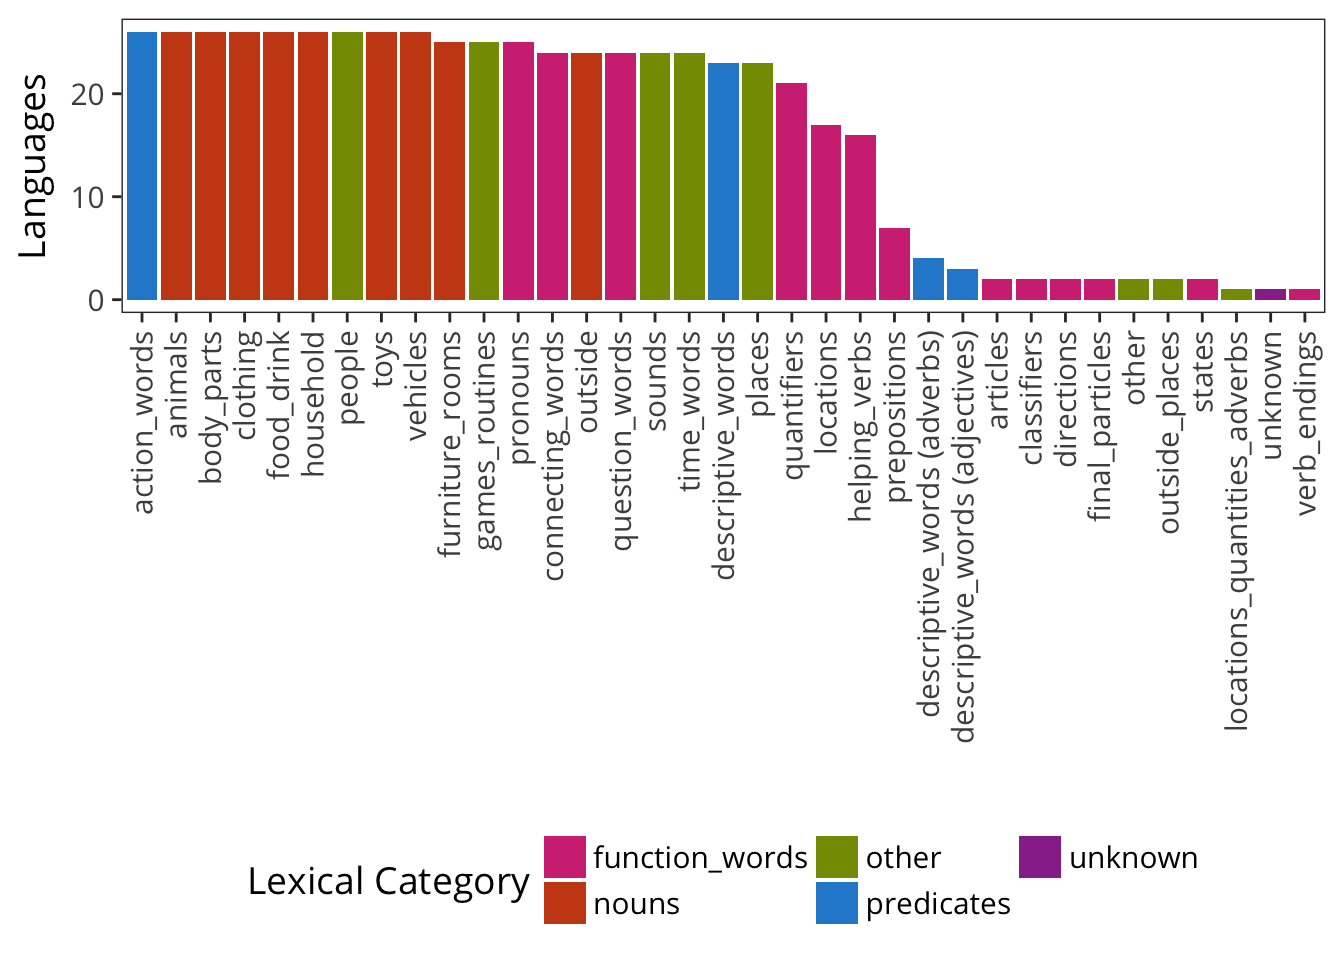 Languages
20
10
0
action_words
animals
body_parts
clothing
food_drink
household
people
toys
vehicles
furniture_rooms
games_routines
pronouns
connecting_words
outside
question_words
sounds
time_words
descriptive_words
places
quantifiers
locations
helping_verbs
prepositions
descriptive_words (adverbs)
descriptive_words (adjectives)
articles
classifiers
directions
final_particles
other
outside_places
states
locations_quantities_adverbs
unknown
verb_endings
Lexical Category
function_words
nouns
other
predicates
unknown